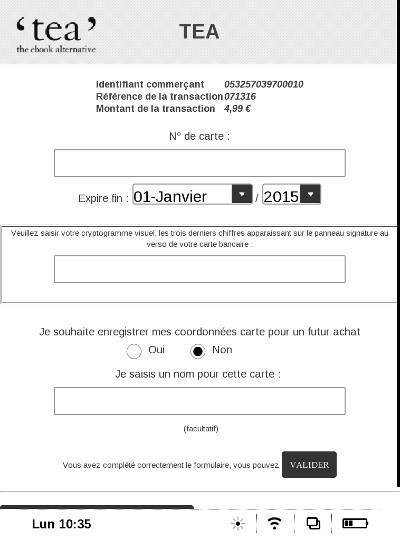 ‘tea’
the ebook alternative
TEA
Identifiant commerçant 053257039700010
Référence de la transaction 071316
Montant de la transaction 4,99 €
N° de carte :
Expire fin : 01-Janvier / 2015
Veuillez saisir votre cryptogramme visuel, les trois derniers chiffres apparaissant sur le panneau signature au
verso de votre carte bancaire :
Je souhaite enregistrer mes coordonnées carte pour un futur achat
Oui Non
Je saisis un nom pour cette carte :
(facultatif)
Vous avez complété correctement le formulaire, vous pouvez VALIDER
Lun 10:35